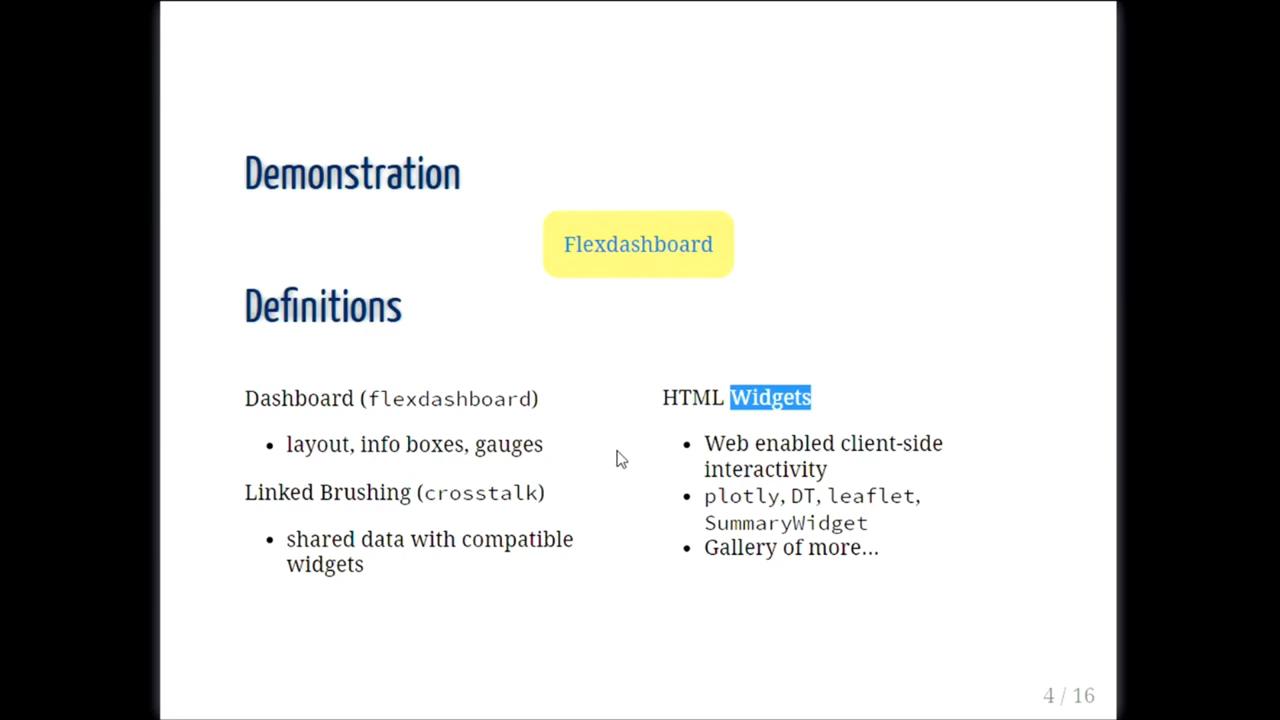 Demonstration
Flexdashboard
Definitions
Dashboard (flexdashboard)
• layout, info boxes, gauges
Linked Brushing (crosstalk)
• shared data with compatible
widgets
HTML Widgets
• Web enabled client-side
interactivity
• plotly, DT, leaflet,
SummaryWidget
• Gallery of more...
4 / 16